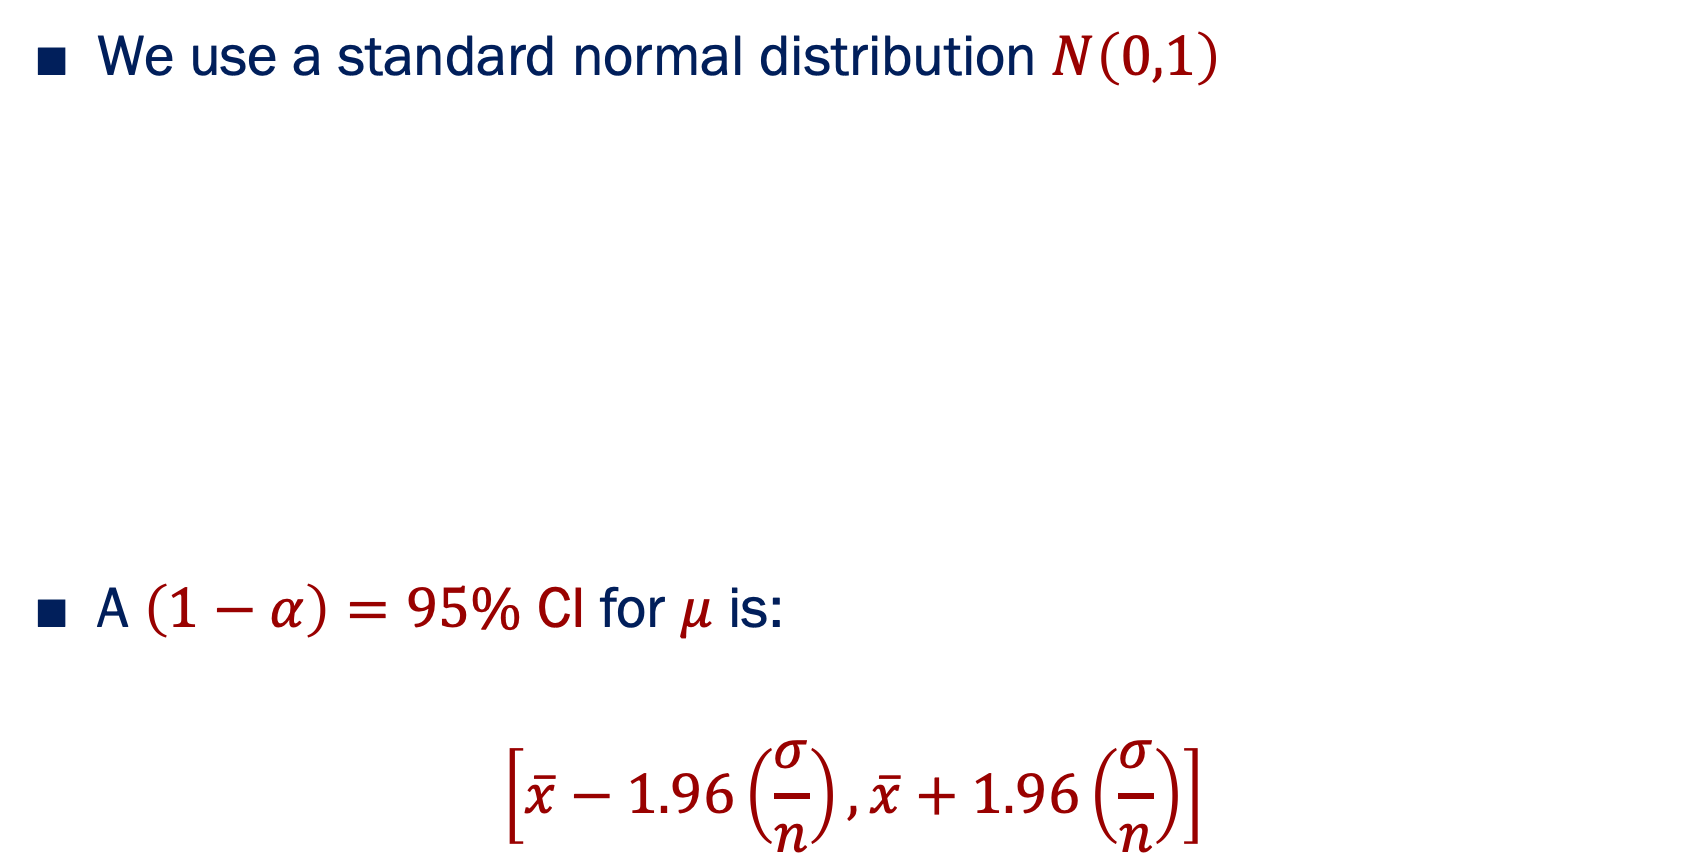 ■ We use a standard normal distribution N(0,1)
■ A (1 − α) = 95% CI for μ is:
[x̄ − 1.96 (σ/n), x̄ + 1.96 (σ/n)]